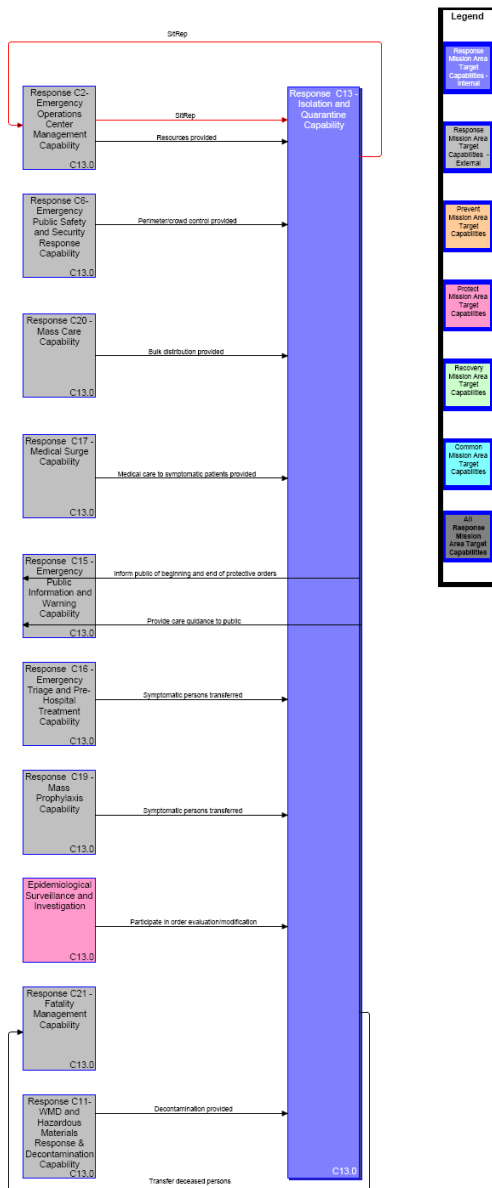 SitRep
Response C2-
Emergency
Operations
Center
Management
Capability
C13.0
SitRep
Resources provided
Response C13 -
Isolation and
Quarantine
Capability
Response C6-
Emergency
Public Safety
and Security
Response
Capability
C13.0
Perimeter/crowd control provided
Response C20 -
Mass Care
Capability
C13.0
Bulk distribution provided
Response C17 -
Medical Surge
Capability
C13.0
Medical care to symptomatic patients provided
Response C15 -
Emergency
Public
Information and
Warning
Capability
C13.0
Inform public of beginning and end of protective orders
Provide care guidance to public
Response C16 -
Emergency
Triage and Pre-
Hospital
Treatment
Capability
C13.0
Symptomatic persons transferred
Response C19 -
Mass
Prophylaxis
Capability
C13.0
Symptomatic persons transferred
Epidemiological
Surveillance and
Investigation
C13.0
Participate in order evaluation/modification
Response C21 -
Fatality
Management
Capability
C13.0
Response C11-
WMD and
Hazardous
Materials
Response &
Decontamination
Capability
C13.0
Decontamination provided
C13.0
Transfer deceased persons
Legend
Response
Mission Area
Target
Capabilities -
Internal
Response
Mission Area
Target
Capabilities -
External
Prevent
Mission Area
Target
Capabilities
Protect
Mission Area
Target
Capabilities
Recovery
Mission Area
Target
Capabilities
Common
Mission Area
Target
Capabilities
All
Response
Mission
Area Target
Capabilities